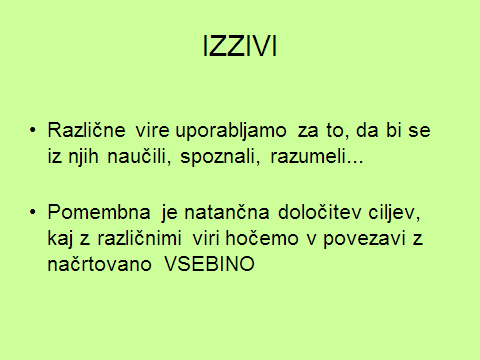 IZZIVI
• Različne vire uporabljamo za to, da bi se
iz njih naučili, spoznali, razumeli...
• Pomembna je natančna določitev ciljev,
kaj z različnimi viri hočemo v povezavi z
načrtovano VSEBINO